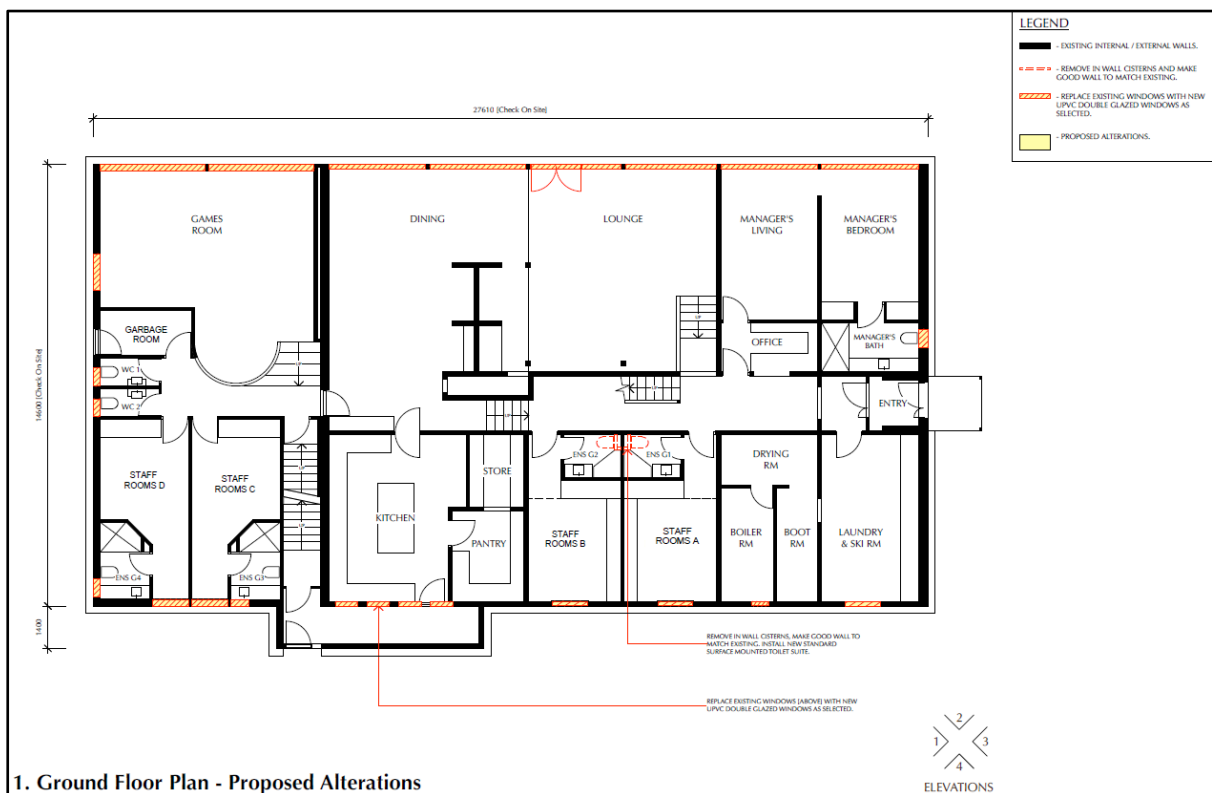 LEGEND
- EXISTING INTERNAL / EXTERNAL WALLS.
- REMOVE IN WALL CISTERNS AND MAKE
GOOD WALL TO MATCH EXISTING.
- REPLACE EXISTING WINDOWS WITH NEW
UPVC DOUBLE GLAZED WINDOWS AS
SELECTED.
- PROPOSED ALTERATIONS.
27610 [Check On Site]
14600 [Check On Site]
1400
GAMES
ROOM
DINING
LOUNGE
MANAGER'S
LIVING
MANAGER'S
BEDROOM
GARBAGE
ROOM
UP
OFFICE
MANAGER'S
BATH
WC 1
UP
WC 2
UP
UP
ENTRY
ENS G2
ENS G1
DRYING
RM
UP
STORE
STAFF
ROOMS D
STAFF
ROOMS C
KITCHEN
UP
PANTRY
STAFF
ROOMS B
STAFF
ROOMS A
BOILER
RM
BOOT
RM
LAUNDRY
& SKI RM
ENS G4
ENS G3
REMOVE IN WALL CISTERNS, MAKE GOOD WALL TO
MATCH EXISTING. INSTALL NEW STANDARD
SURFACE MOUNTED TOILET SUITE.
REPLACE EXISTING WINDOWS [ABOVE] WITH NEW
UPVC DOUBLE GLAZED WINDOWS AS SELECTED.
2
1
3
4
ELEVATIONS
1. Ground Floor Plan - Proposed Alterations